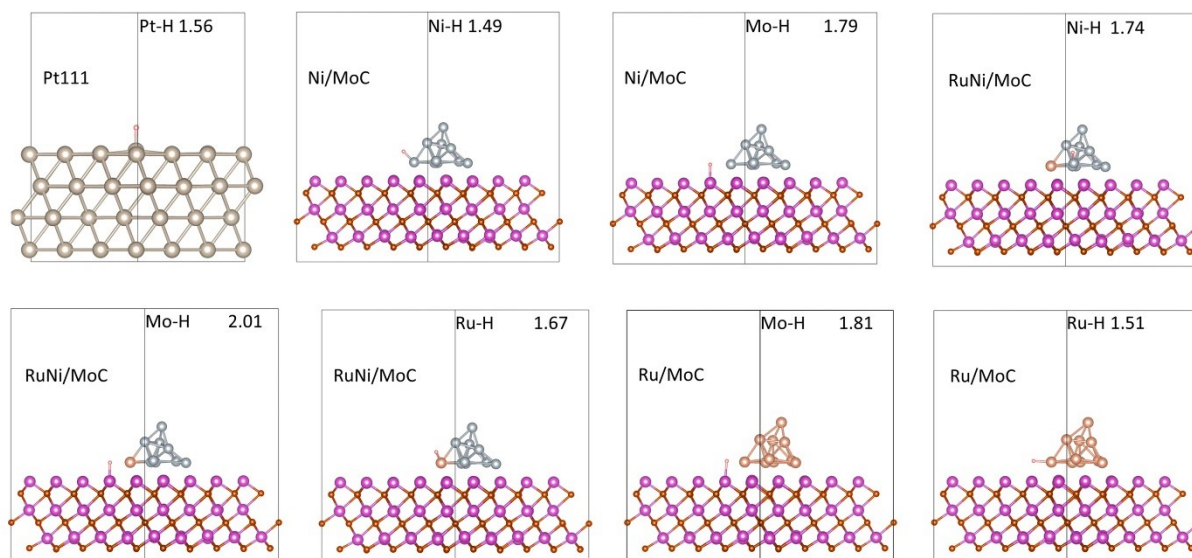 Pt-H 1.56
Pt111
Ni-H 1.49
Ni/MoC
Mo-H 1.79
Ni/MoC
Ni-H 1.74
RuNi/MoC
Mo-H 2.01
RuNi/MoC
Ru-H 1.67
RuNi/MoC
Mo-H 1.81
Ru/MoC
Ru-H 1.51
Ru/MoC